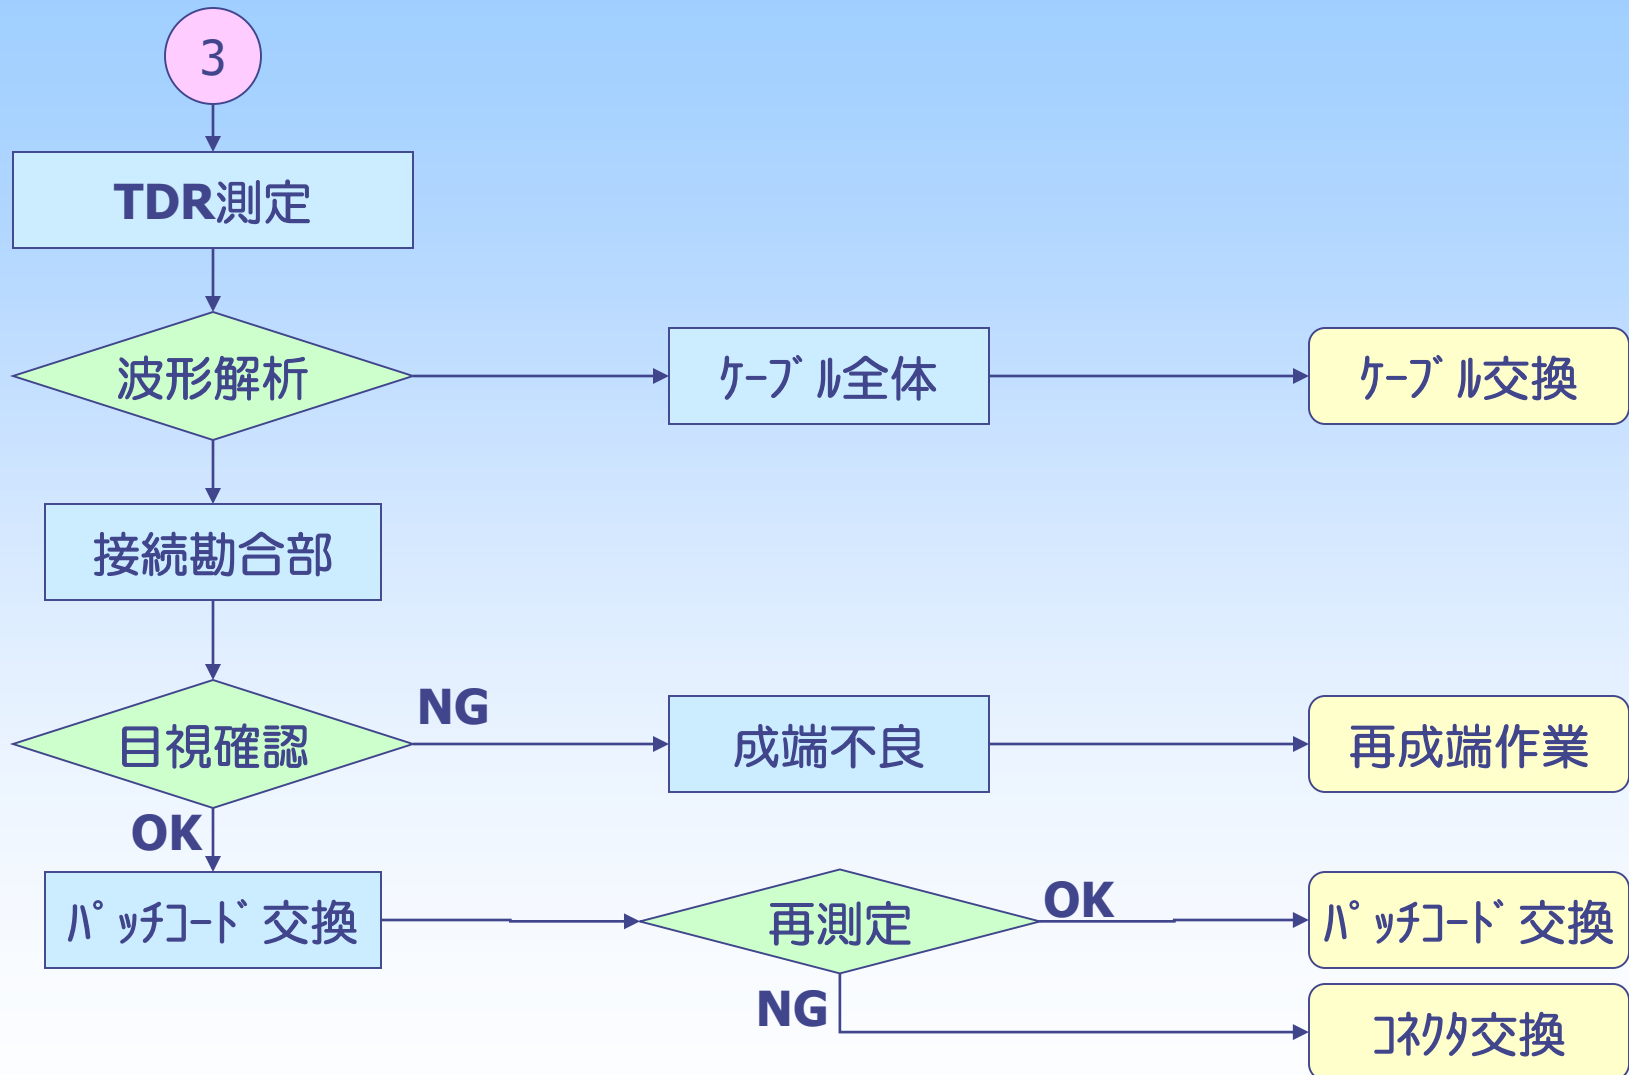 3
TDR測定
波形解析
ｹｰﾌﾞﾙ全体
ｹｰﾌﾞﾙ交換
接続勘合部
目視確認
NG
成端不良
再成端作業
OK
ﾊﾟｯﾁｺｰﾄﾞ交換
再測定
OK
ﾊﾟｯﾁｺｰﾄﾞ交換
NG
ｺﾈｸﾀ交換